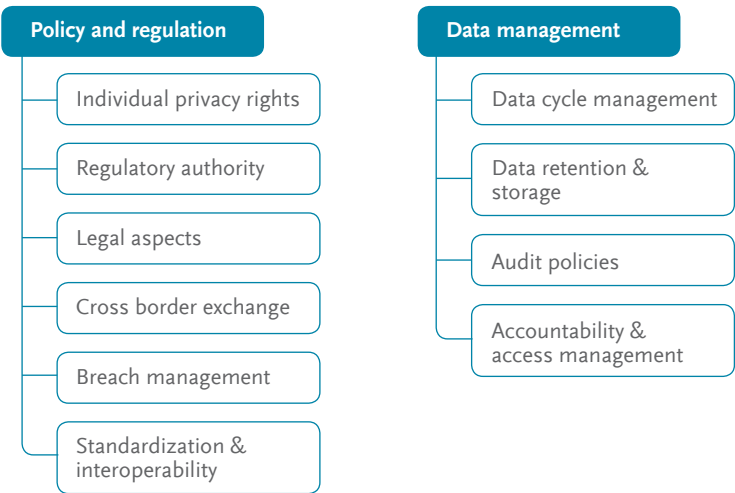 Policy and regulation
Individual privacy rights
Regulatory authority
Legal aspects
Cross border exchange
Breach management
Standardization &
interoperability
Data management
Data cycle management
Data retention &
storage
Audit policies
Accountability &
access management